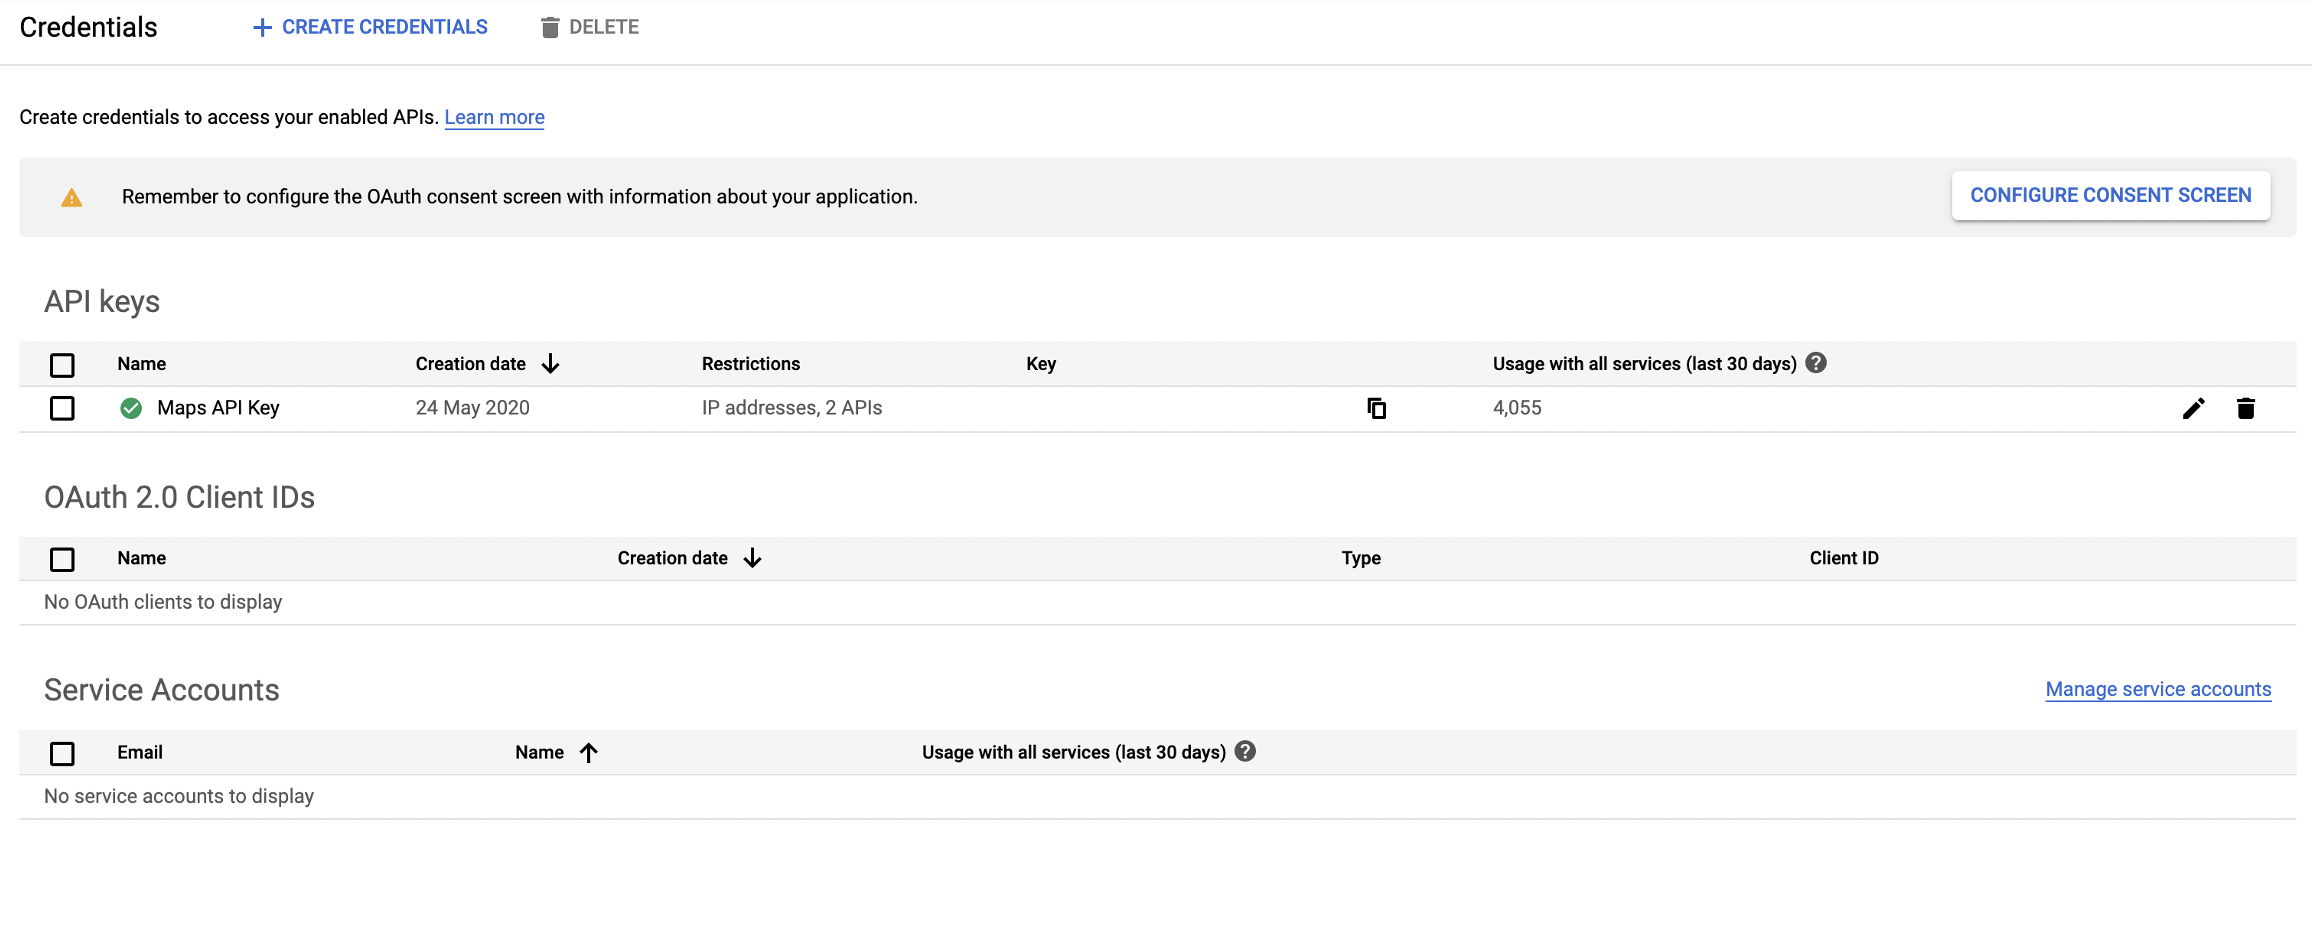 Credentials CREATE CREDENTIALS DELETE
Create credentials to access your enabled APIs. Learn more
Remember to configure the OAuth consent screen with information about your application. CONFIGURE CONSENT SCREEN
API keys
Name Creation date Restrictions Key Usage with all services (last 30 days)
Maps API Key 24 May 2020 IP addresses, 2 APIs 4,055
OAuth 2.0 Client IDs
Name Creation date Type Client ID
No OAuth clients to display
Service Accounts Manage service accounts
Email Name Usage with all services (last 30 days)
No service accounts to display